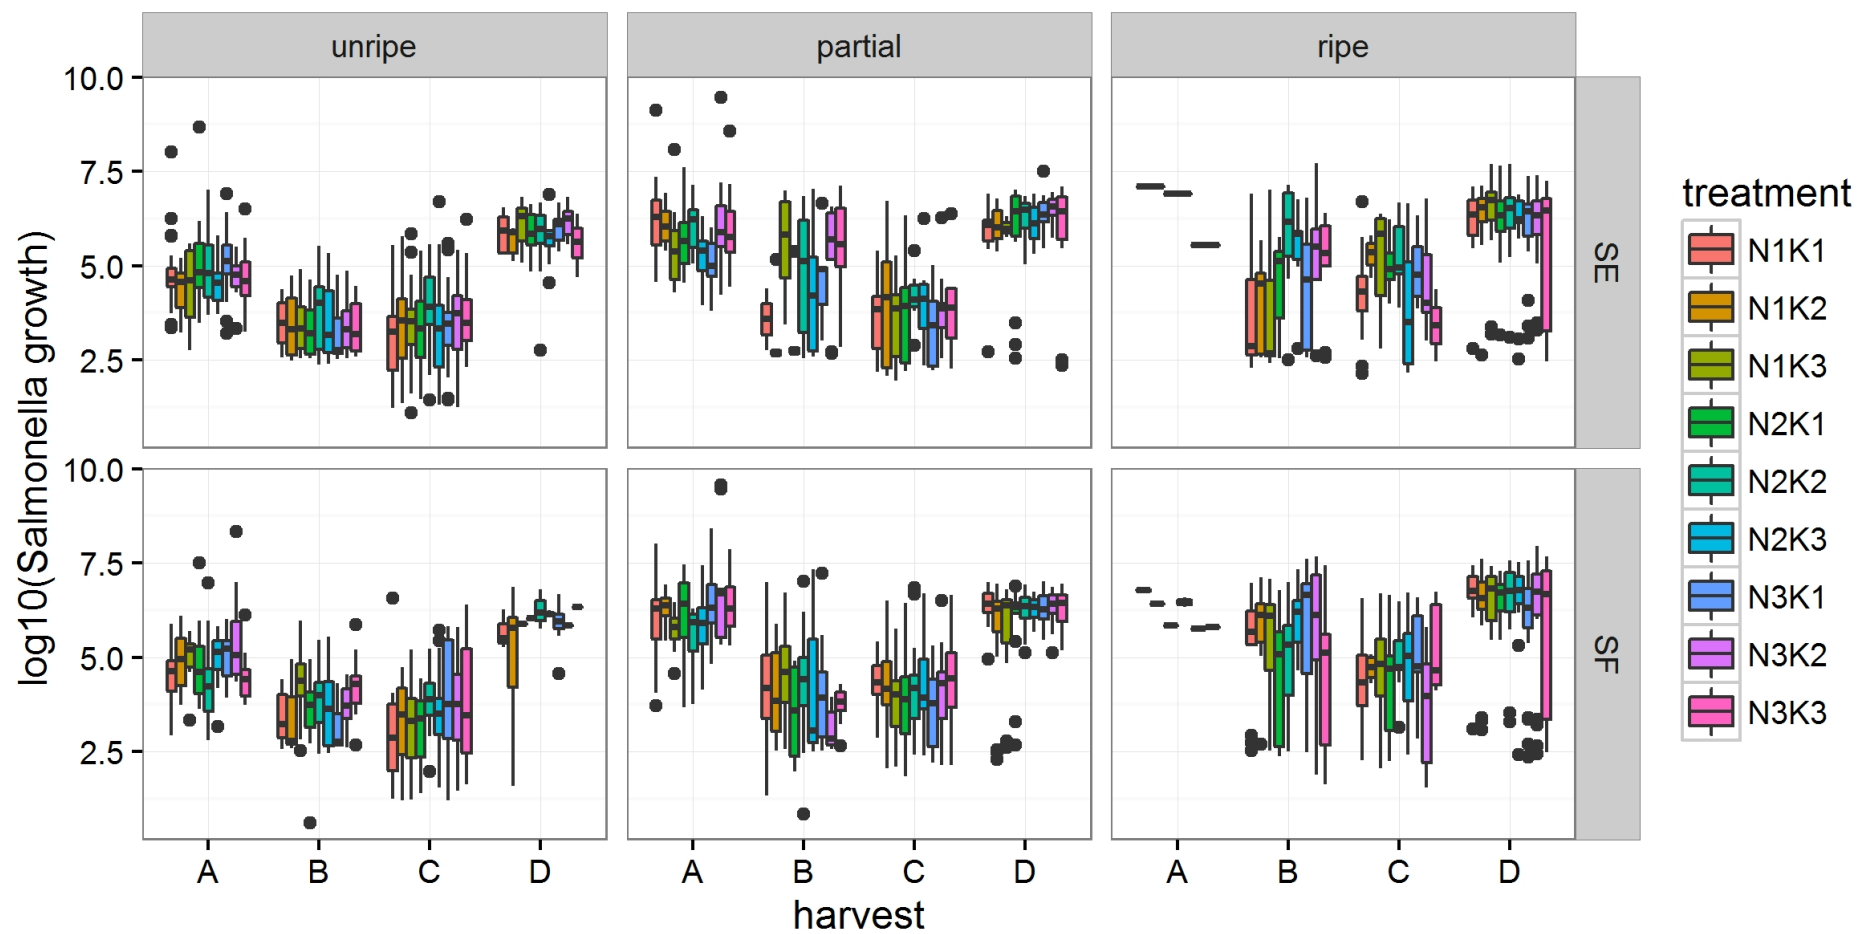 unripe partial ripe
10.0
7.5
5.0
2.5
SE
10.0
7.5
5.0
2.5
SF
A B C D A B C D A B C D
harvest
log10(Salmonella growth)
treatment
N1K1
N1K2
N1K3
N2K1
N2K2
N2K3
N3K1
N3K2
N3K3